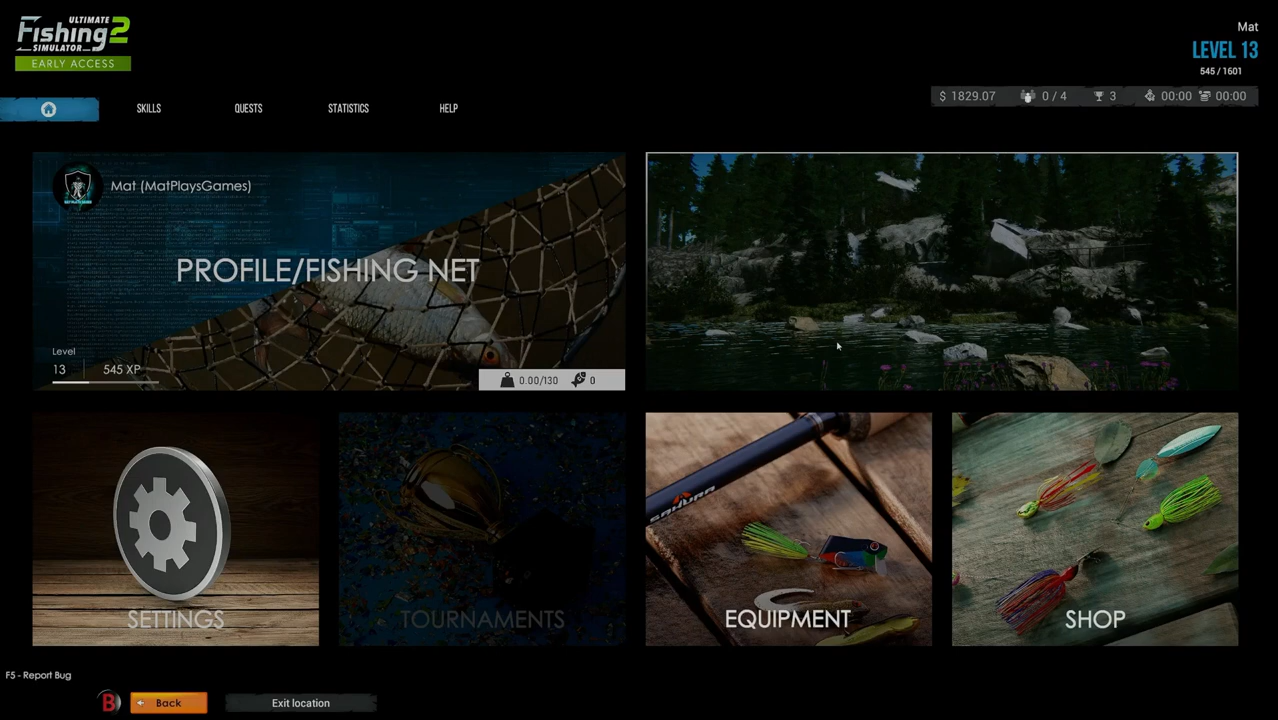 ULTIMATE
Fishing 2
SIMULATOR
EARLY ACCESS
Mat
LEVEL 13
545 / 1601
$ 1829.07 0 / 4 3 00:00 00:00
SKILLS QUESTS STATISTICS HELP
Mat (MatPlaysGames)
PROFILE/FISHING NET
Level
13 545 XP
0.00/130 0
SAKURA
SETTINGS
TOURNAMENTS
EQUIPMENT
SHOP
F5 - Report Bug
B Back Exit location